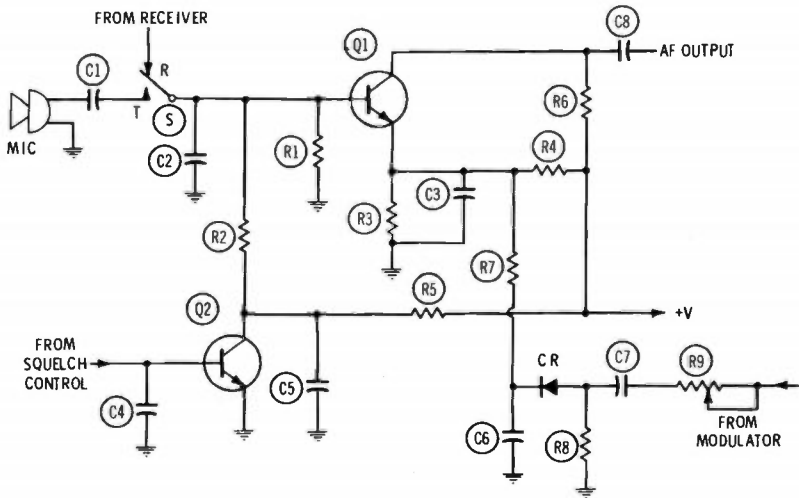 FROM RECEIVER
Q1
C8
AF OUTPUT
C1
R
T
S
R6
MIC
C2
R1
R4
C3
R3
R2
R7
R5
Q2
+V
FROM
SQUELCH
CONTROL
CR
C7
R9
C5
C4
FROM
MODULATOR
C6
R8